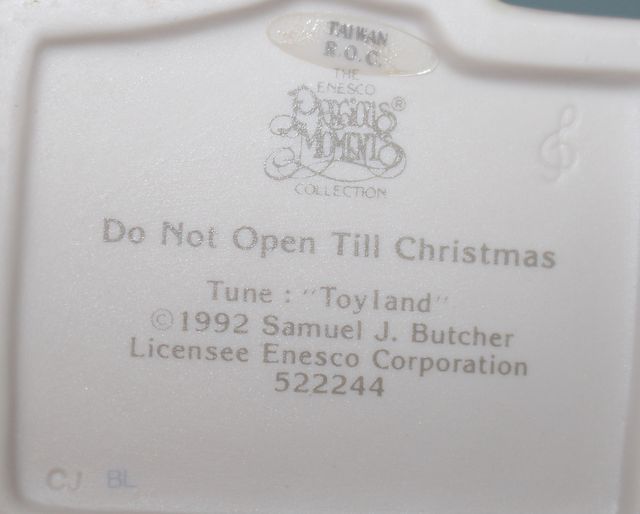 TAIWAN
R.O.C.
THE
ENESCO
Precious®
Moments
COLLECTION
Do Not Open Till Christmas
Tune : "Toyland"
©1992 Samuel J. Butcher
Licensee Enesco Corporation
522244
CJ BL